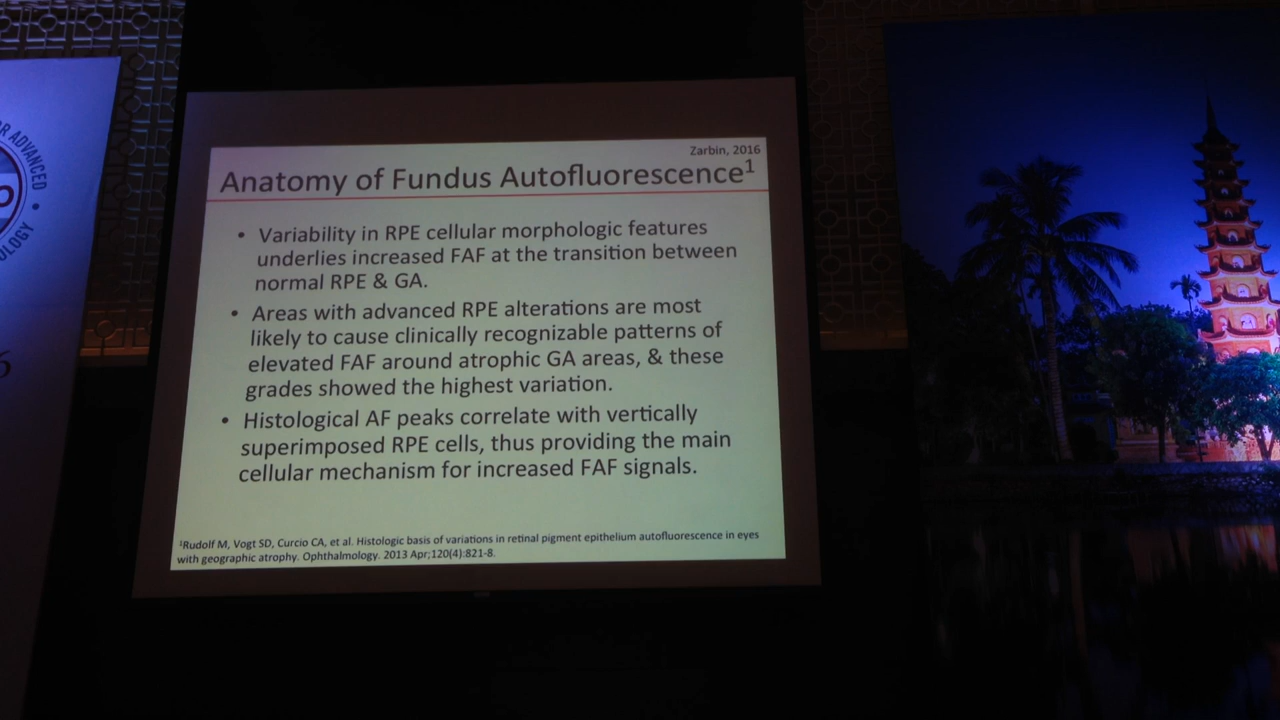 R ADVANCED
OLOGY
Zarbin, 2016
Anatomy of Fundus Autofluorescence¹
• Variability in RPE cellular morphologic features
underlies increased FAF at the transition between
normal RPE & GA.
• Areas with advanced RPE alterations are most
likely to cause clinically recognizable patterns of
elevated FAF around atrophic GA areas, & these
grades showed the highest variation.
• Histological AF peaks correlate with vertically
superimposed RPE cells, thus providing the main
cellular mechanism for increased FAF signals.
¹Rudolf M, Vogt SD, Curcio CA, et al. Histologic basis of variations in retinal pigment epithelium autofluorescence in eyes
with geographic atrophy. Ophthalmology. 2013 Apr;120(4):821-8.